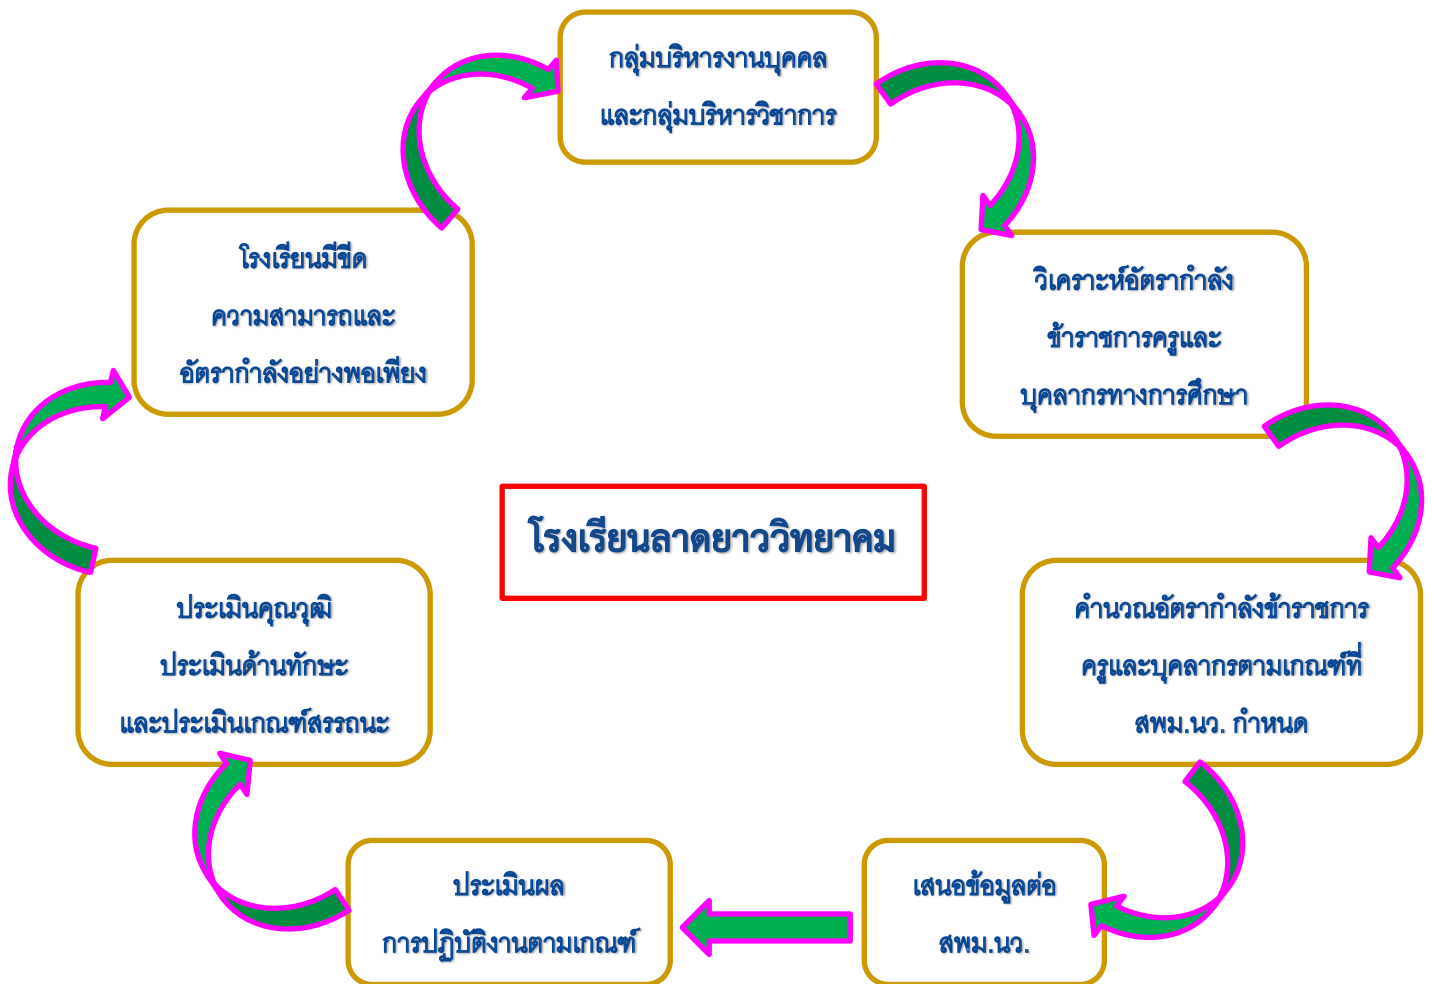 กลุ่มบริหารงานบุคคล
และกลุ่มบริหารวิชาการ
วิเคราะห์อัตรากำลัง
ข้าราชการครูและ
บุคลากรทางการศึกษา
คำนวณอัตรากำลังข้าราชการ
ครูและบุคลากรตามเกณฑ์ที่
สพม.นว. กำหนด
เสนอข้อมูลต่อ
สพม.นว.
ประเมินผล
การปฏิบัติงานตามเกณฑ์
ประเมินคุณวุฒิ
ประเมินด้านทักษะ
และประเมินเกณฑ์สรรถนะ
โรงเรียนมีขีด
ความสามารถและ
อัตรากำลังอย่างพอเพียง
โรงเรียนลาดยาววิทยาคม